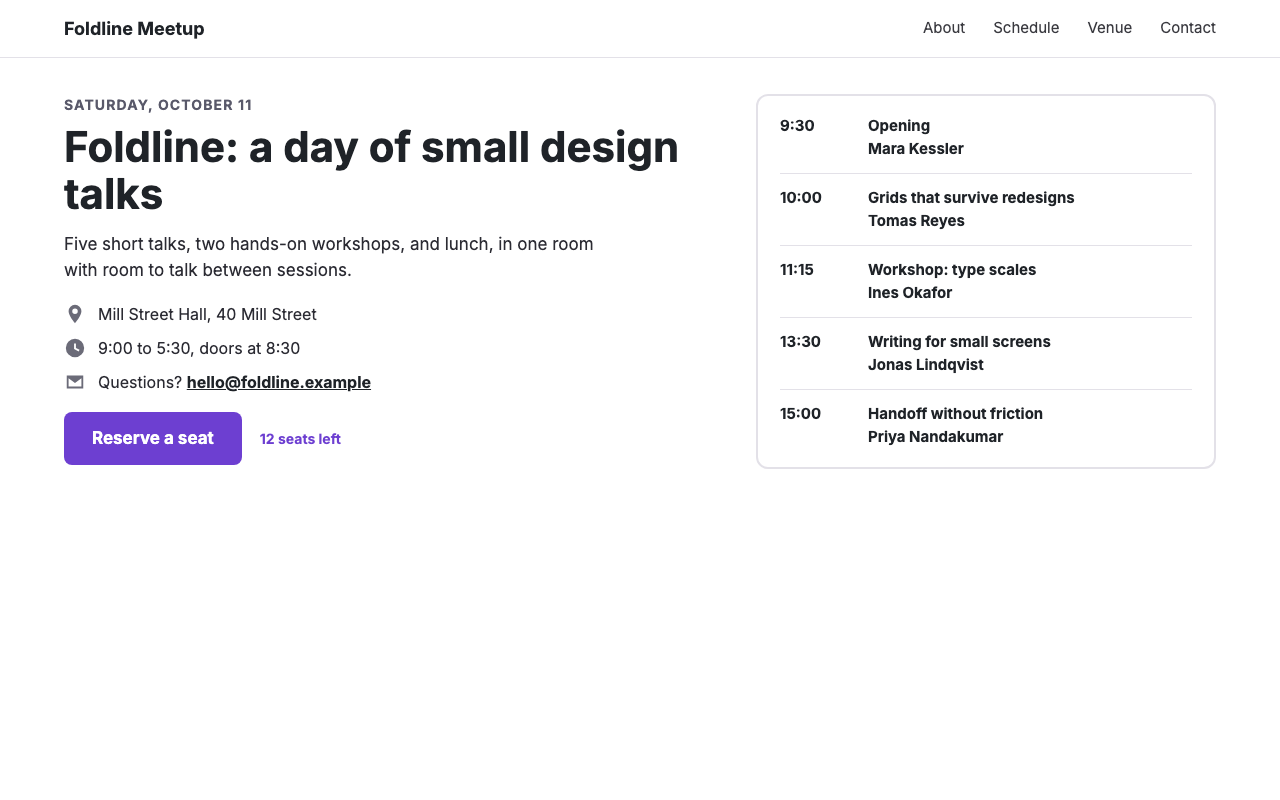 Foldline Meetup
About Schedule Venue Contact
SATURDAY, OCTOBER 11
Foldline: a day of small design
talks
Five short talks, two hands-on workshops, and lunch, in one room
with room to talk between sessions.
Mill Street Hall, 40 Mill Street
9:00 to 5:30, doors at 8:30
Questions? hello@foldline.example
Reserve a seat
12 seats left
9:30 Opening
Mara Kessler
10:00 Grids that survive redesigns
Tomas Reyes
11:15 Workshop: type scales
Ines Okafor
13:30 Writing for small screens
Jonas Lindqvist
15:00 Handoff without friction
Priya Nandakumar